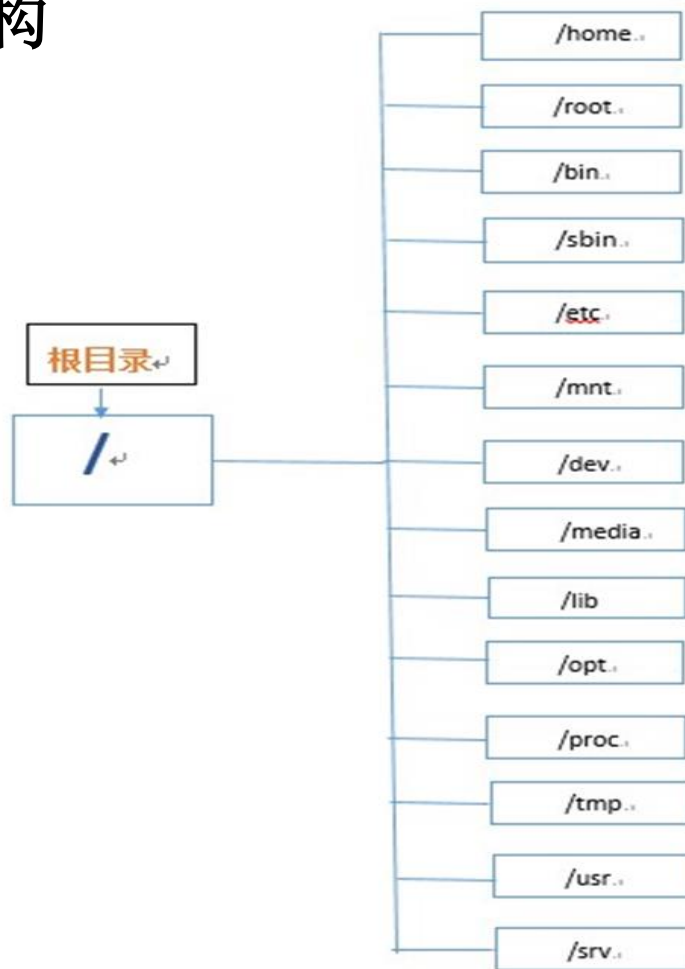 构
/home
/root
/bin
/sbin
/etc
根目录
/mnt
/
/dev
/media
/lib
/opt
/proc
/tmp
/usr
/srv